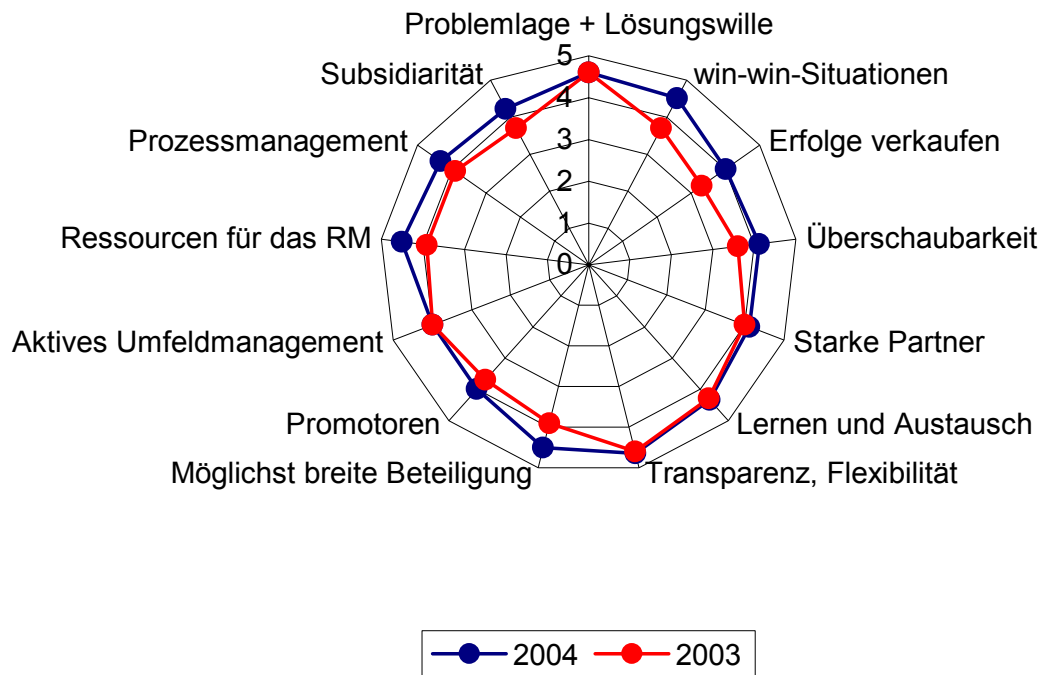 Problemlage + Lösungswille
win-win-Situationen
Erfolge verkaufen
Überschaubarkeit
Starke Partner
Lernen und Austausch
Transparenz, Flexibilität
Möglichst breite Beteiligung
Promotoren
Aktives Umfeldmanagement
Ressourcen für das RM
Prozessmanagement
Subsidiarität
5
4
3
2
1
0
2004 2003